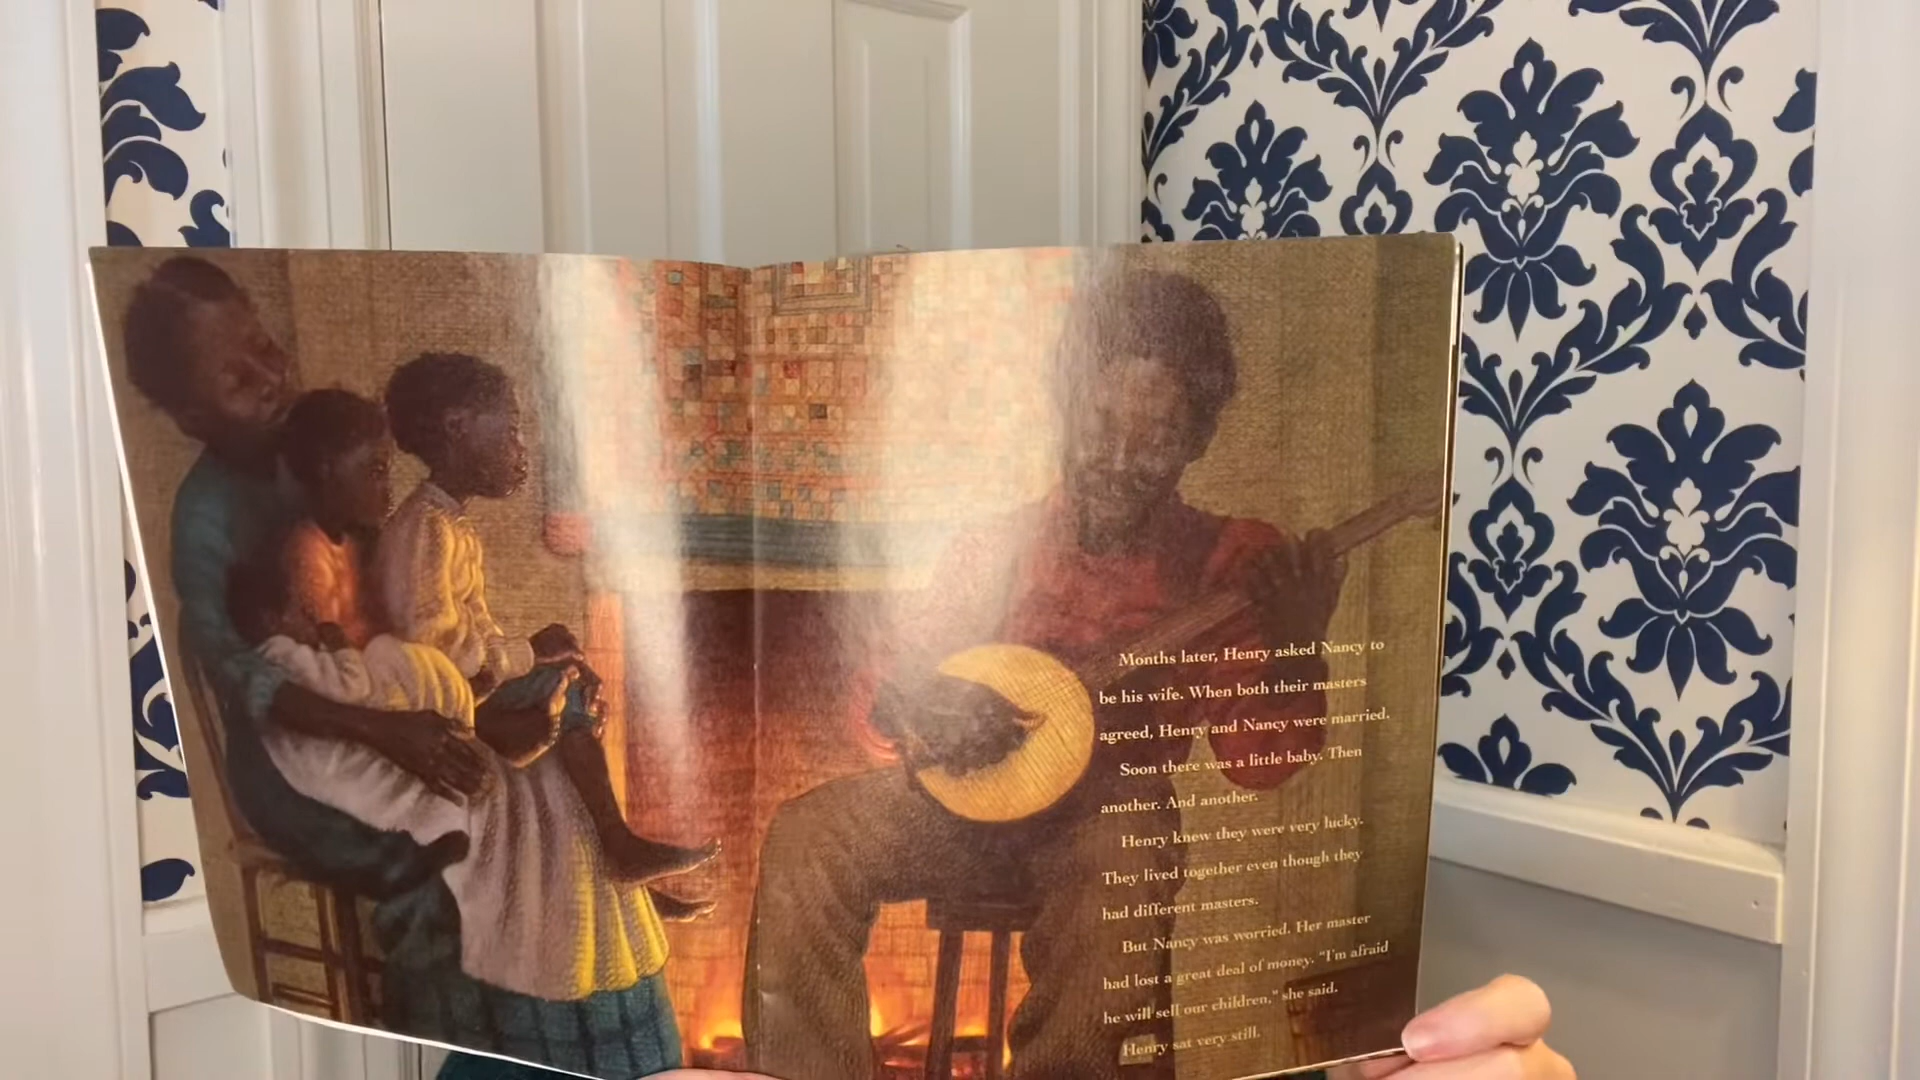 Months later, Henry asked Nancy to
be his wife. When both their masters
agreed, Henry and Nancy were married.
Soon there was a little baby. Then
another. And another.
Henry knew they were very lucky.
They lived together even though they
had different masters.
But Nancy was worried. Her master
had lost a great deal of money. "I'm afraid
he will sell our children," she said.
Henry sat very still.